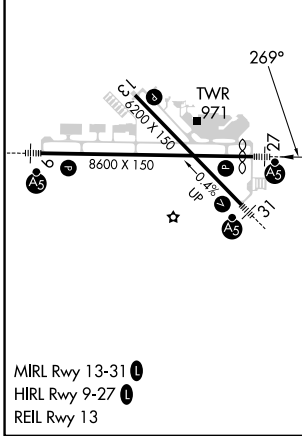 269°
TWR
971
13
P
6200 X 150
27
9
P
8600 X 150
P
A5
A5
0.4%
UP
V
31
A5
MIRL Rwy 13-31 L
HIRL Rwy 9-27 L
REIL Rwy 13